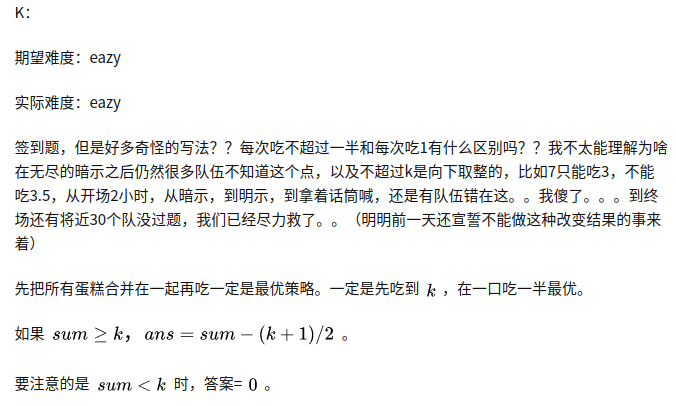 K：
期望难度：eazy
实际难度：eazy
签到题，但是好多奇怪的写法？？每次吃不超过一半和每次吃1有什么区别吗？？我不太能理解为啥
在无尽的暗示之后仍然很多队伍不知道这个点，以及不超过k是向下取整的，比如7只能吃3，不能
吃3.5，从开场2小时，从暗示，到明示，到拿着话筒喊，还是有队伍错在这。。我傻了。。。到终
场还有将近30个队没过题，我们已经尽力救了。。（明明前一天还宣誓不能做这种改变结果的事来
着）
先把所有蛋糕合并在一起再吃一定是最优策略。一定是先吃到 k ，在一口吃一半最优。
如果 sum ≥ k， ans = sum − (k + 1)/2 。
要注意的是 sum < k 时，答案= 0 。